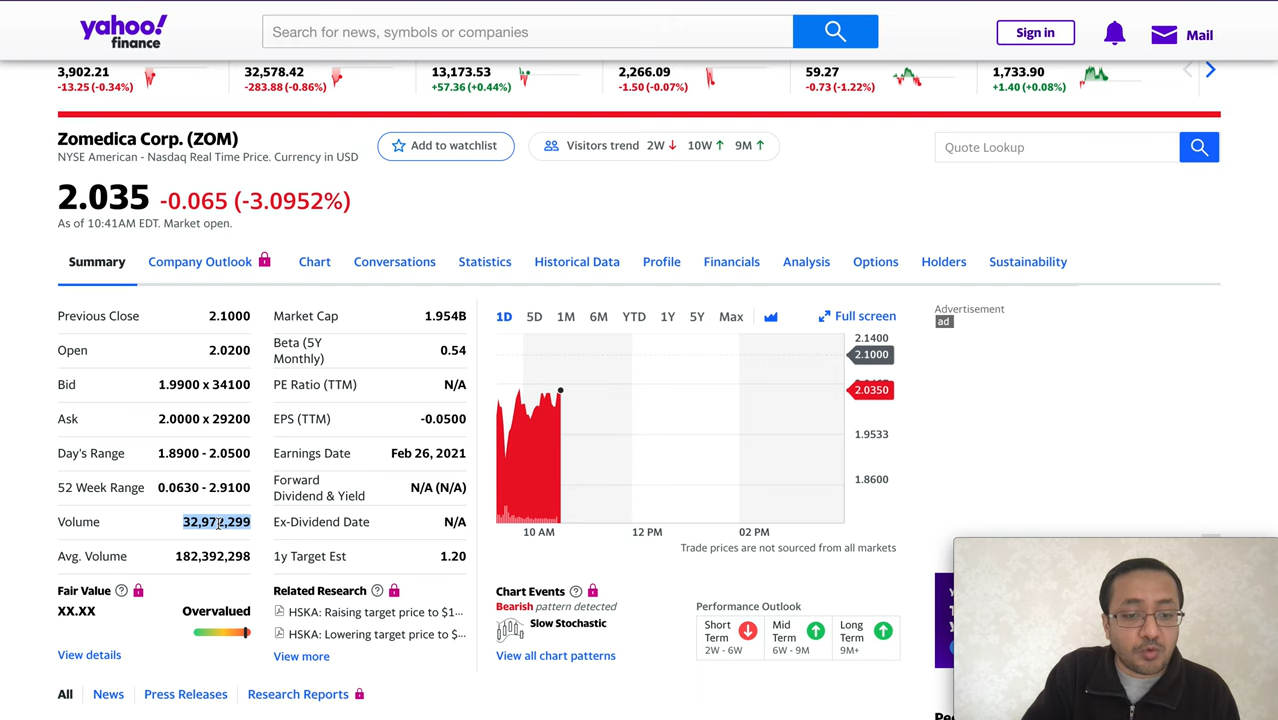 yahoo!
finance
Search for news, symbols or companies
Sign in
Mail
3,902.21
-13.25 (-0.34%)
32,578.42
-283.88 (-0.86%)
13,173.53
+57.36 (+0.44%)
2,266.09
-1.50 (-0.07%)
59.27
-0.73 (-1.22%)
1,733.90
+1.40 (+0.08%)
Zomedica Corp. (ZOM)
NYSE American - Nasdaq Real Time Price. Currency in USD
Add to watchlist
Visitors trend 2W 10W 9M
Quote Lookup
2.035 -0.065 (-3.0952%)
As of 10:41AM EDT. Market open.
Summary Company Outlook Chart Conversations Statistics Historical Data Profile Financials Analysis Options Holders Sustainability
Previous Close 2.1000
Open 2.0200
Bid 1.9900 x 34100
Ask 2.0000 x 29200
Day's Range 1.8900 - 2.0500
52 Week Range 0.0630 - 2.9100
Volume 32,972,299
Avg. Volume 182,392,298
Market Cap 1.954B
Beta (5Y
Monthly) 0.54
PE Ratio (TTM) N/A
EPS (TTM) -0.0500
Earnings Date Feb 26, 2021
Forward
Dividend & Yield N/A (N/A)
Ex-Dividend Date N/A
1y Target Est 1.20
1D 5D 1M 6M YTD 1Y 5Y Max Full screen
2.1400
2.1000
2.0350
1.9533
1.8600
10 AM 12 PM 02 PM
Trade prices are not sourced from all markets
Advertisement
ad
Fair Value
XX.XX Overvalued
View details
Related Research
HSKA: Raising target price to $1...
HSKA: Lowering target price to $...
View more
Chart Events
Bearish pattern detected
Slow Stochastic
View all chart patterns
Performance Outlook
Short
Term
2W - 6W
Mid
Term
6W - 9M
Long
Term
9M+
All News Press Releases Research Reports